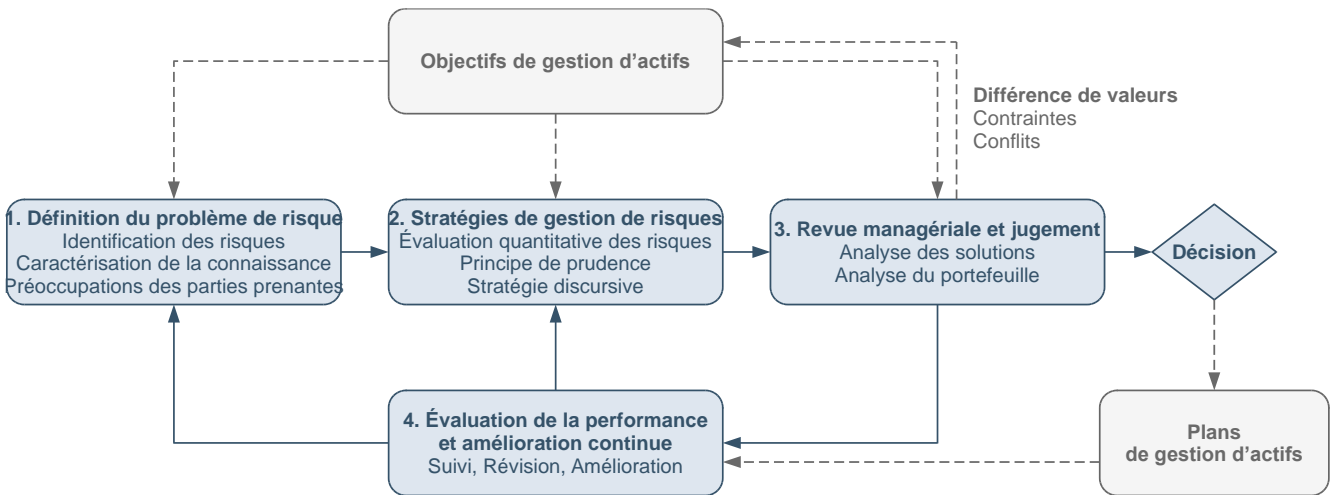 Objectifs de gestion d’actifs
Différence de valeurs
Contraintes
Conflits
1. Définition du problème de risque
Identification des risques
Caractérisation de la connaissance
Préoccupations des parties prenantes
2. Stratégies de gestion de risques
Évaluation quantitative des risques
Principe de prudence
Stratégie discursive
3. Revue managériale et jugement
Analyse des solutions
Analyse du portefeuille
Décision
4. Évaluation de la performance
et amélioration continue
Suivi, Révision, Amélioration
Plans
de gestion d’actifs